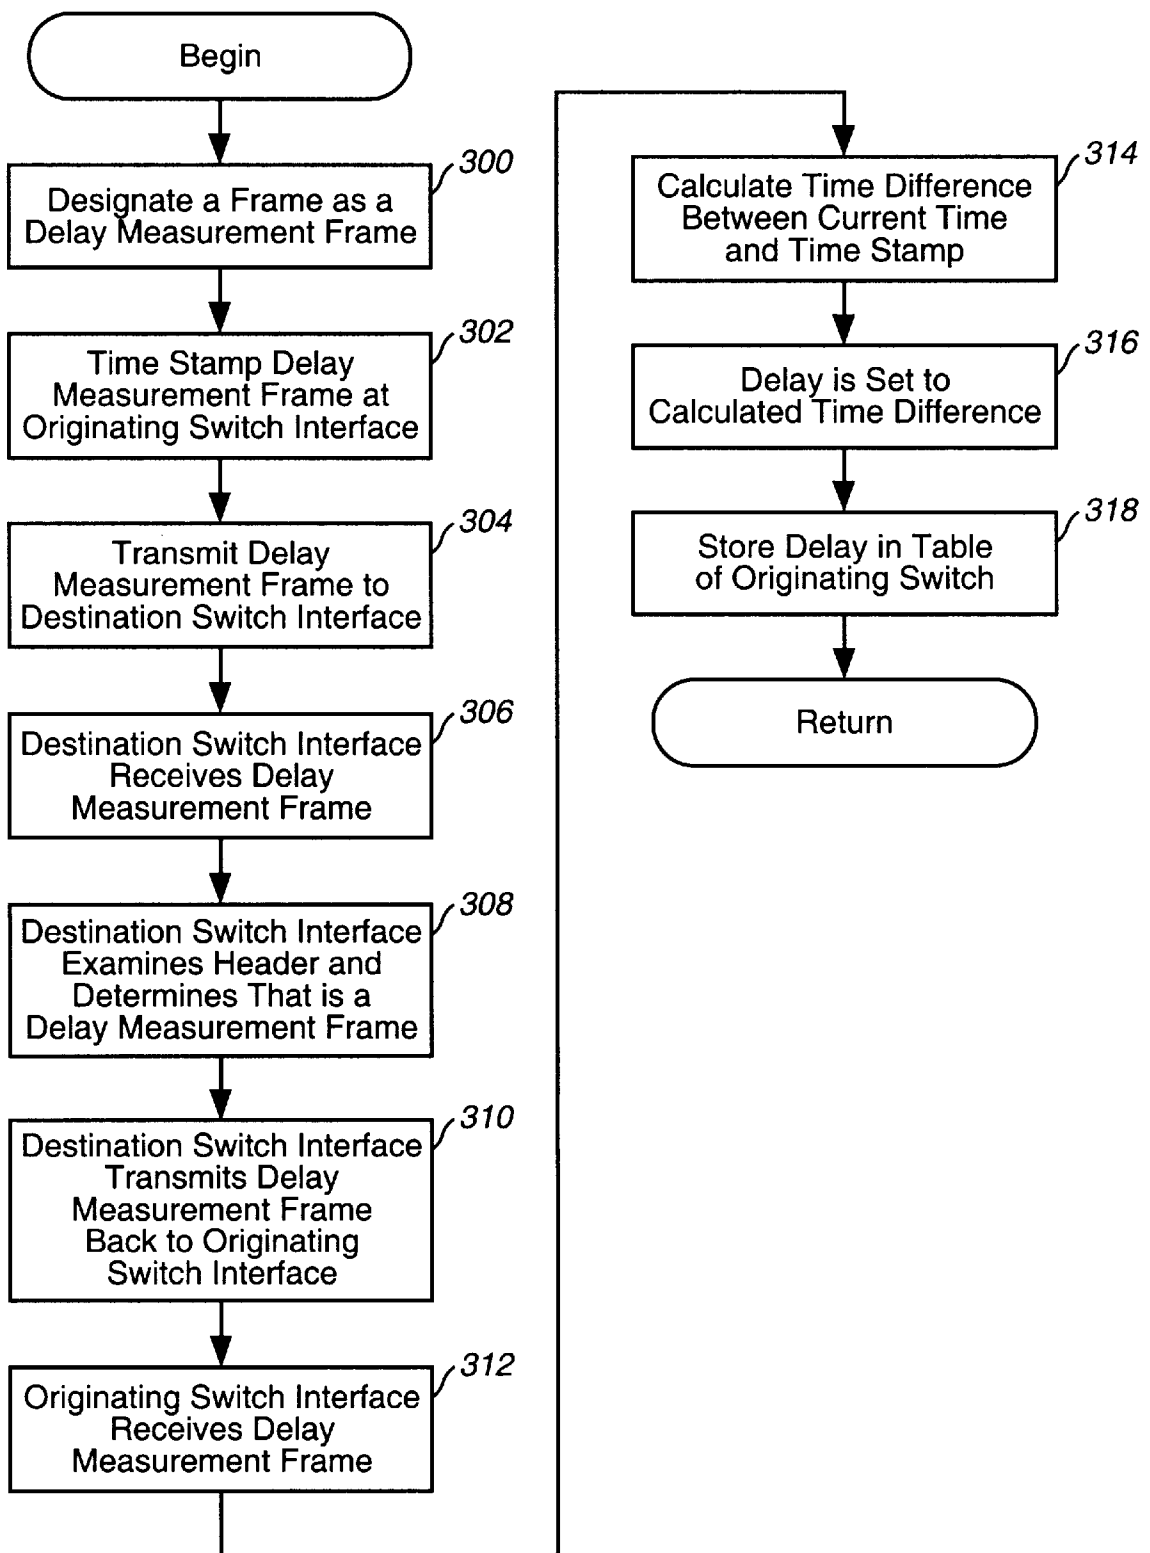 Begin
300
Designate a Frame as a
Delay Measurement Frame
302
Time Stamp Delay
Measurement Frame at
Originating Switch Interface
304
Transmit Delay
Measurement Frame to
Destination Switch Interface
306
Destination Switch Interface
Receives Delay
Measurement Frame
308
Destination Switch Interface
Examines Header and
Determines That is a
Delay Measurement Frame
310
Destination Switch Interface
Transmits Delay
Measurement Frame
Back to Originating
Switch Interface
312
Originating Switch Interface
Receives Delay
Measurement Frame
314
Calculate Time Difference
Between Current Time
and Time Stamp
316
Delay is Set to
Calculated Time Difference
318
Store Delay in Table
of Originating Switch
Return